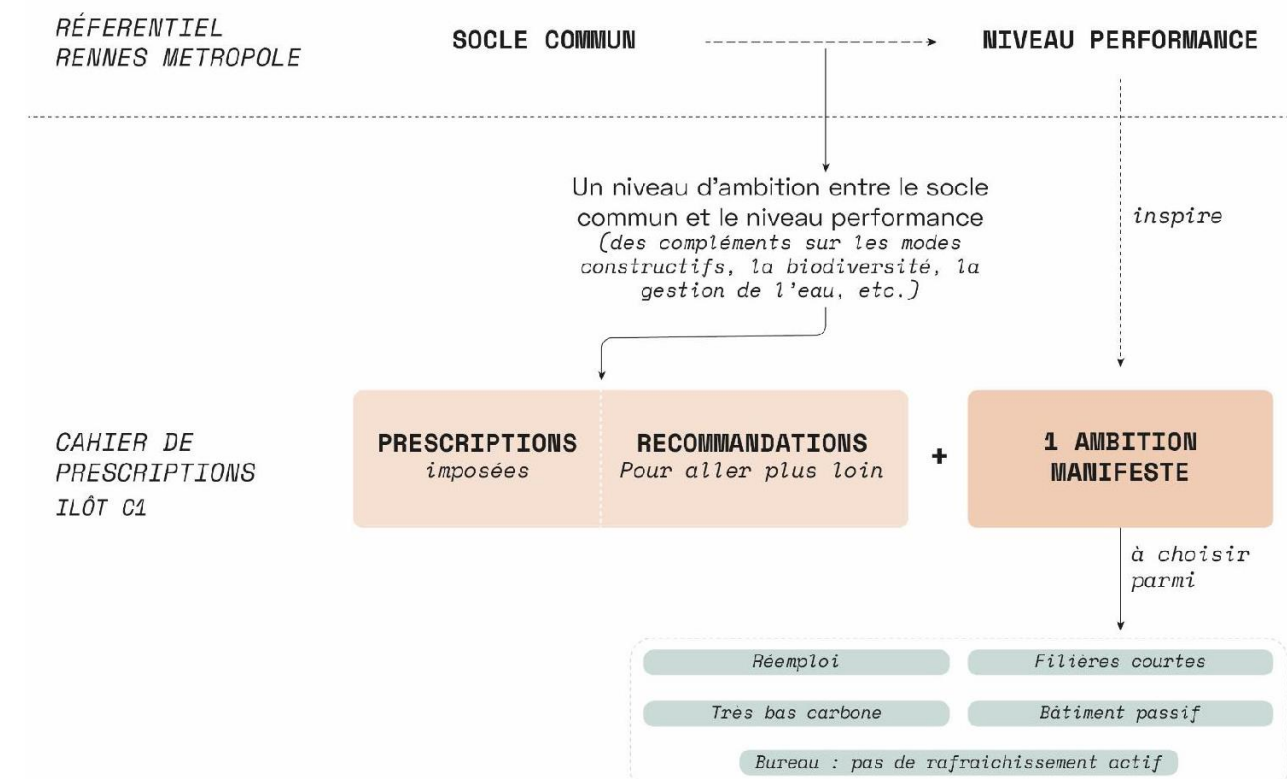 RÉFERENTIEL
RENNES METROPOLE
SOCLE COMMUN
NIVEAU PERFORMANCE
Un niveau d'ambition entre le socle
commun et le niveau performance
(des compléments sur les modes
constructifs, la biodiversité, la
gestion de l'eau, etc.)
inspire
CAHIER DE
PRESCRIPTIONS
ILÔT C1
PRESCRIPTIONS
imposées
RECOMMANDATIONS
Pour aller plus loin
+
1 AMBITION
MANIFESTE
à choisir
parmi
Réemploi
Filières courtes
Très bas carbone
Bâtiment passif
Bureau : pas de rafraichissement actif